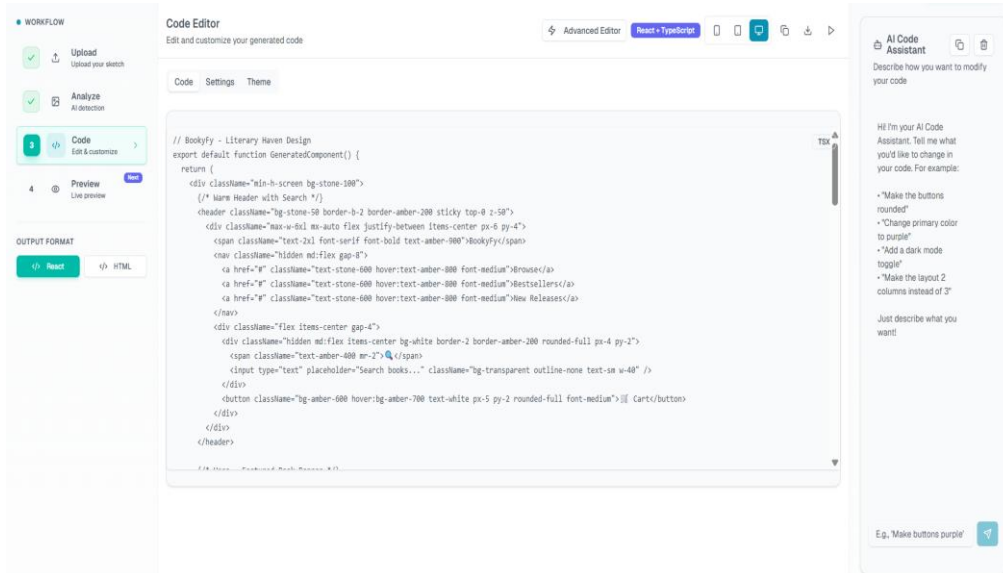 WORKFLOW
Upload
Upload your sketch
Analyze
AI detection
3
</>
Code
Edit & customize
4
Preview
Live preview
Next
OUTPUT FORMAT
</> React
</> HTML
Code Editor
Edit and customize your generated code
Advanced Editor
React + TypeScript
Code Settings Theme
TSX
// BookyFy - Literary Haven Design
export default function GeneratedComponent() {
return (
<div className="min-h-screen bg-stone-100">
{/* Warm Header with Search */}
<header className="bg-stone-50 border-b-2 border-amber-200 sticky top-0 z-50">
<div className="max-w-6xl mx-auto flex justify-between items-center px-6 py-4">
<span className="text-2xl font-serif font-bold text-amber-900">BookyFy</span>
<nav className="hidden md:flex gap-8">
<a href="#" className="text-stone-600 hover:text-amber-800 font-medium">Browse</a>
<a href="#" className="text-stone-600 hover:text-amber-800 font-medium">Bestsellers</a>
<a href="#" className="text-stone-600 hover:text-amber-800 font-medium">New Releases</a>
</nav>
<div className="flex items-center gap-4">
<div className="hidden md:flex items-center bg-white border-2 border-amber-200 rounded-full px-4 py-2">
<span className="text-amber-400 mr-2">🔍</span>
<input type="text" placeholder="Search books..." className="bg-transparent outline-none text-sm w-40" />
</div>
<button className="bg-amber-600 hover:bg-amber-700 text-white px-5 py-2 rounded-full font-medium">🛒 Cart</button>
</div>
</div>
</header>
AI Code
Assistant
Describe how you want to modify
your code
Hi! I'm your AI Code
Assistant. Tell me what
you'd like to change in
your code. For example:
• "Make the buttons
rounded"
• "Change primary color
to purple"
• "Add a dark mode
toggle"
• "Make the layout 2
columns instead of 3"
Just describe what you
want!
E.g., 'Make buttons purple'